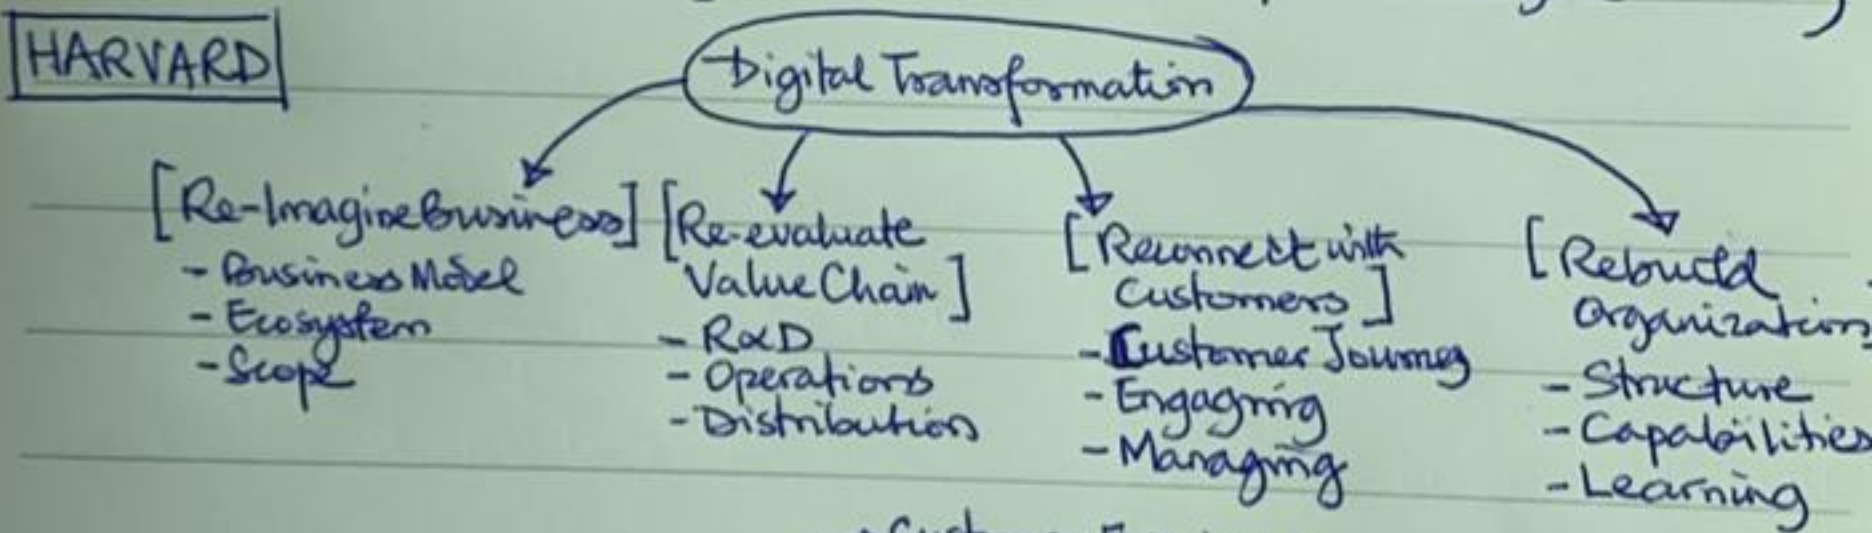 HARVARD
Digital Transformation
[Re-Imagine Business]
- Business Model
- Ecosystem
- Scope
[Re-evaluate
Value Chain]
- R&D
- Operations
- Distribution
[Reconnect with
Customers]
- Customer Journey
- Engaging
- Managing
[Rebuild
Organization]
- Structure
- Capabilities
- Learning